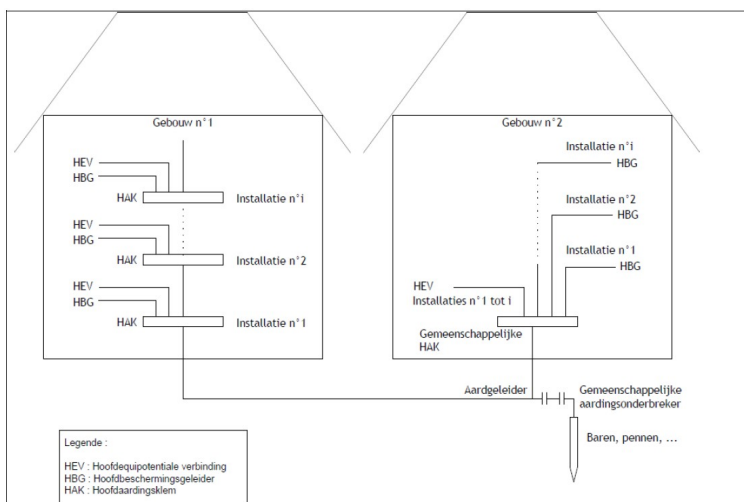 Gebouw n°1
HEV
HBG
HAK
Installatie n°i
HEV
HBG
HAK
Installatie n°2
HEV
HBG
HAK
Installatie n°1
Gebouw n°2
Installatie n°i
HBG
Installatie n°2
HBG
Installatie n°1
HBG
HEV
Installaties n°1 tot i
Gemeenschappelijke
HAK
Aardgeleider
Gemeenschappelijke
aardingsonderbreker
Baren, pennen, ...
Legende :
HEV : Hoofdequipotentiale verbinding
HBG : Hoofdbeschermingsgeleider
HAK : Hoofdaardingsklem